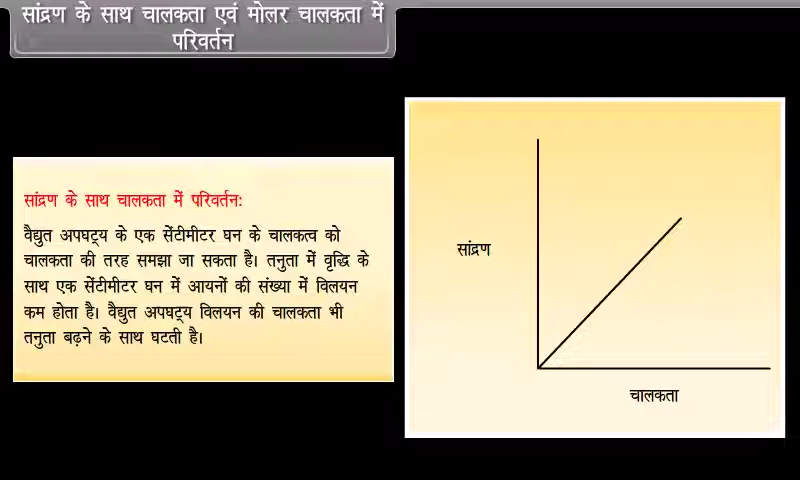 सांद्रण के साथ चालकता एवं मोलर चालकता में
परिवर्तन
सांद्रण के साथ चालकता में परिवर्तन:
वैद्युत अपघट्य के एक सेंटीमीटर घन के चालकत्व को
चालकता की तरह समझा जा सकता है। तनुता में वृद्धि के
साथ एक सेंटीमीटर घन में आयनों की संख्या में विलयन
कम होता है। वैद्युत अपघट्य विलयन की चालकता भी
तनुता बढ़ने के साथ घटती है।
सांद्रण
चालकता